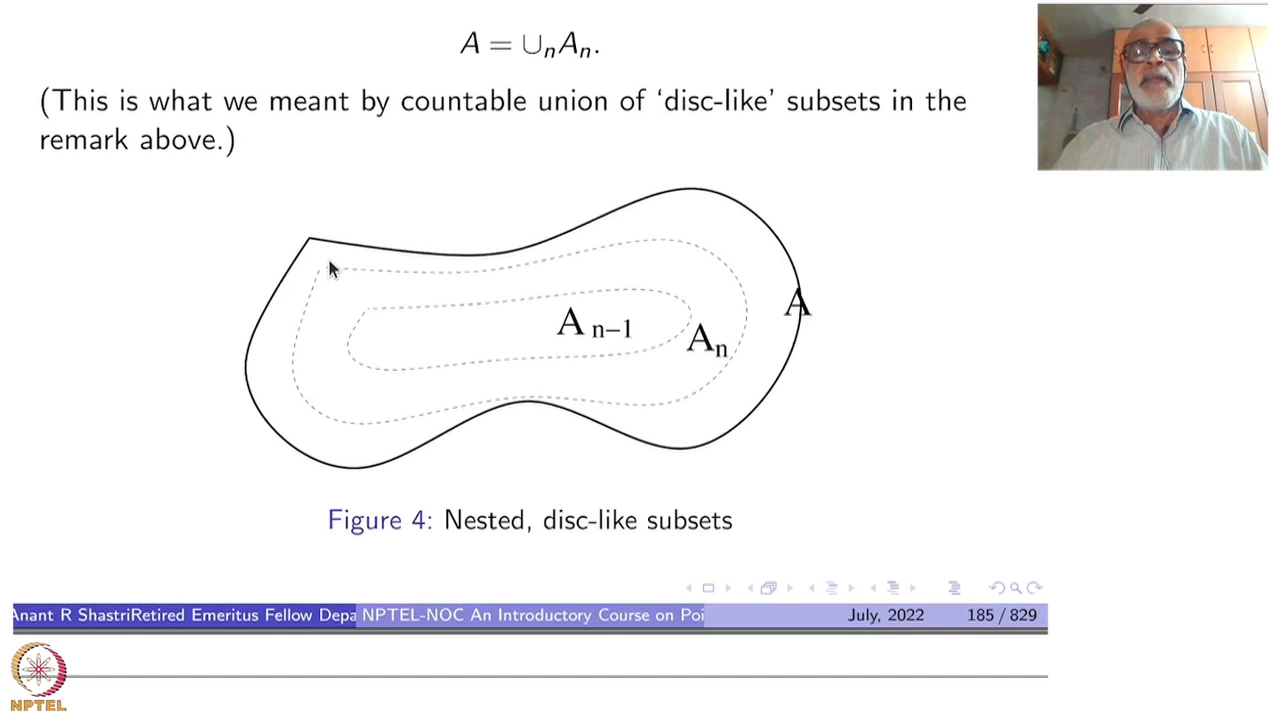 A = ∪ₙAₙ.
(This is what we meant by countable union of ‘disc-like’ subsets in the
remark above.)
A
A n−1
Aₙ
Figure 4: Nested, disc-like subsets
Anant R ShastriRetired Emeritus Fellow Depa NPTEL-NOC An Introductory Course on Poi July, 2022 185 / 829
NPTEL